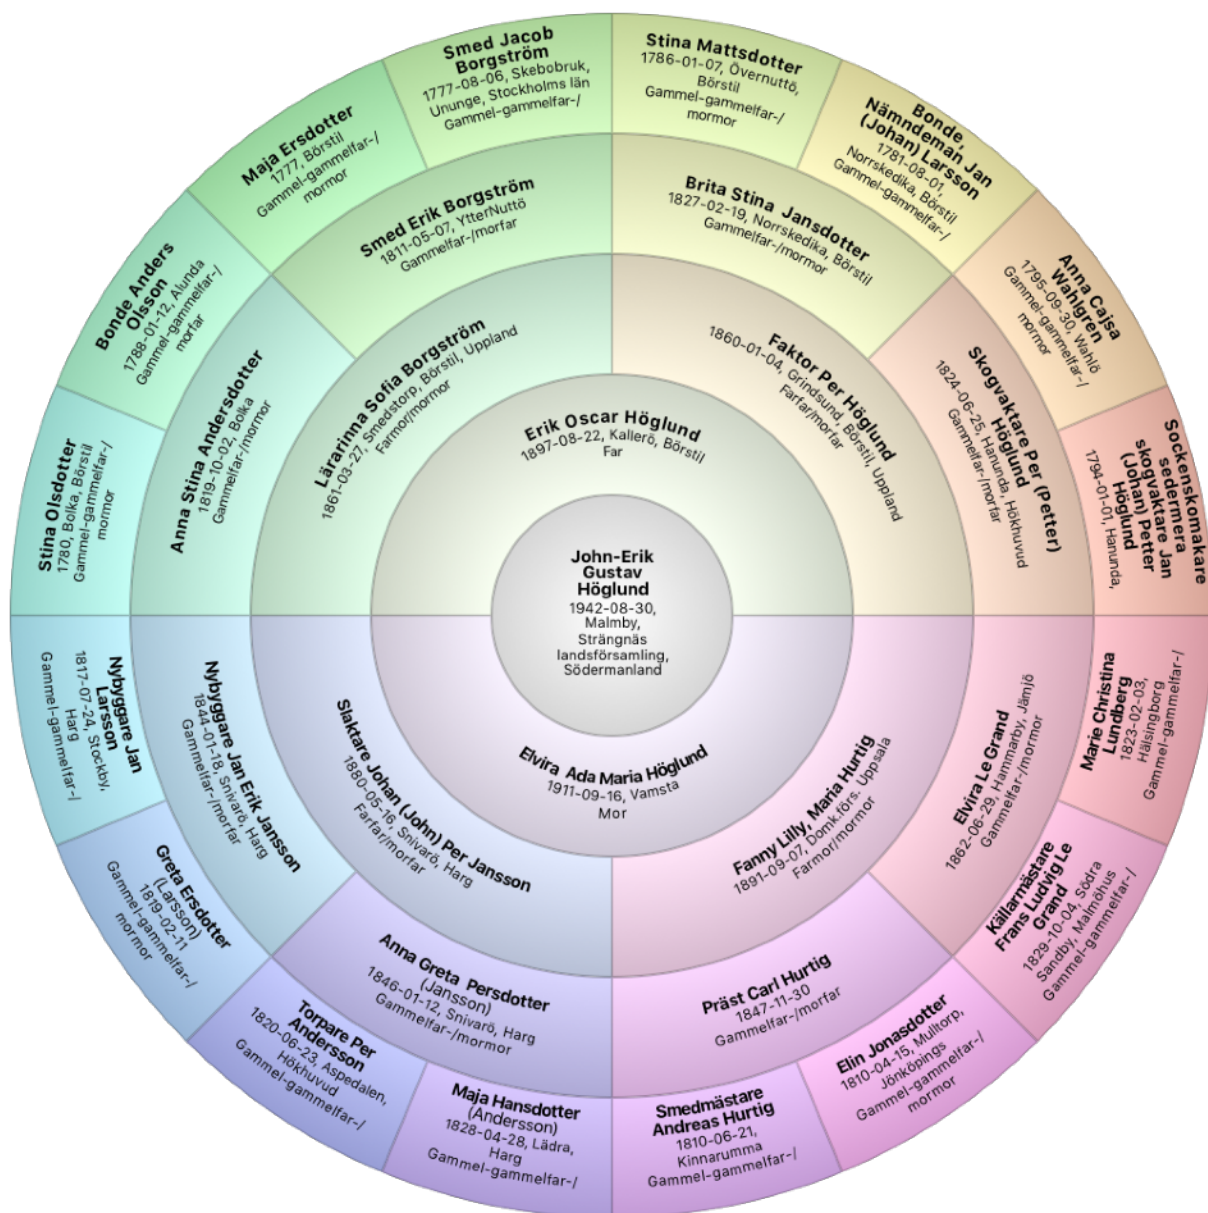 Smed Jacob
Borgström
1777-08-06, Skebobruk,
Ununge, Stockholms län
Gammel-gammelfar-/
Stina Mattsdotter
1786-01-07, Övernuttö,
Börstil
Gammel-gammelfar-/
mormor
Bonde,
Nämndeman Jan
(Johan) Larsson
1781-08-01,
Norrskedika, Börstil
Gammel-gammelfar-/
Anna Cajsa
Wahlgren
1795-09-30, Wahlö
Gammel-gammelfar-/
mormor
Sockenskomakare
sedermera
skogvaktare Jan
(Johan) Petter
Höglund
1794-01-01, Hanunda,
Maja Ersdotter
1777, Börstil
Gammel-gammelfar-/
mormor
Bonde Anders
Olsson
1788-01-12, Alunda
Gammel-gammelfar-/
morfar
Stina Olsdotter
1780, Bolka, Börstil
Gammel-gammelfar-/
mormor
Smed Erik Borgström
1811-05-07, YtterNuttö
Gammelfar-/morfar
Brita Stina Jansdotter
1827-02-19, Norrskedika, Börstil
Gammelfar-/mormor
Anna Stina Andersdotter
1819-10-02, Bolka
Gammelfar-/mormor
Skogvaktare Per (Petter)
Höglund
1824-06-25, Hanunda, Hökhuvud
Gammelfar-/morfar
Lärarinna Sofia Borgström
1861-03-27, Smedstorp, Börstil, Uppland
Farmor/mormor
Faktor Per Höglund
1860-01-04, Grindsund, Börstil, Uppland
Farfar/morfar
Erik Oscar Höglund
1897-08-22, Kallerö, Börstil
Far
John-Erik
Gustav
Höglund
1942-08-30,
Malmby,
Strängnäs
landsförsamling,
Södermanland
Elvira Ada Maria Höglund
1911-09-16, Vamsta
Mor
Slaktare Johan (John) Per Jansson
1880-05-16, Snivarö, Harg
Farfar/morfar
Fanny Lilly, Maria Hurtig
1891-09-07, Domk.förs. Uppsala
Farmor/mormor
Nybyggare Jan Erik Jansson
1844-01-18, Snivarö, Harg
Gammelfar-/morfar
Elvira Le Grand
1862-06-29, Hammarby, Jämjö
Gammelfar-/mormor
Anna Greta Persdotter
(Jansson)
1846-01-12, Snivarö, Harg
Gammelfar-/mormor
Präst Carl Hurtig
1847-11-30
Gammelfar-/morfar
Nybyggare Jan
Larsson
1817-07-24, Stockby,
Harg
Gammel-gammelfar-/
Marie Christina
Lundberg
1823-02-03,
Hälsingborg
Gammel-gammelfar-/
Greta Ersdotter
(Larsson)
1819-02-11
Gammel-gammelfar-/
mormor
Källarmästare
Frans Ludvig Le
Grand
1829-10-04, Södra
Sandby, Malmöhus
Gammel-gammelfar-/
Torpare Per
Andersson
1820-06-23, Aspedalen,
Hökhuvud
Gammel-gammelfar-/
Elin Jonasdotter
1810-04-15, Mulltorp,
Jönköpings
Gammel-gammelfar-/
mormor
Maja Hansdotter
(Andersson)
1828-04-28, Lädra,
Harg
Gammel-gammelfar-/
Smedmästare
Andreas Hurtig
1810-06-21,
Kinnarumma
Gammel-gammelfar-/